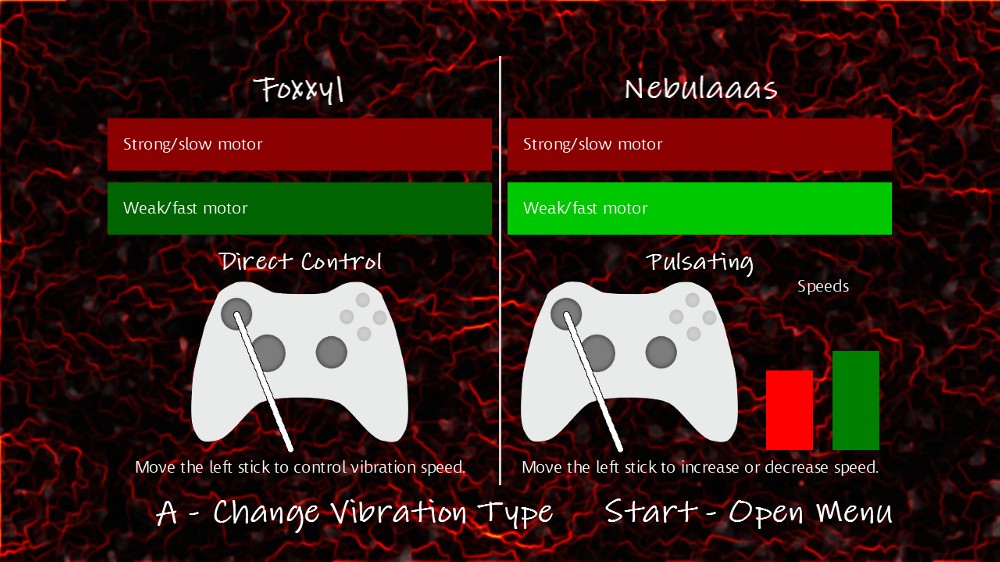 Foxxyl
Strong/slow motor
Weak/fast motor
Direct Control
Move the left stick to control vibration speed.
Nebulaaas
Strong/slow motor
Weak/fast motor
Pulsating
Speeds
Move the left stick to increase or decrease speed.
A - Change Vibration Type
Start - Open Menu